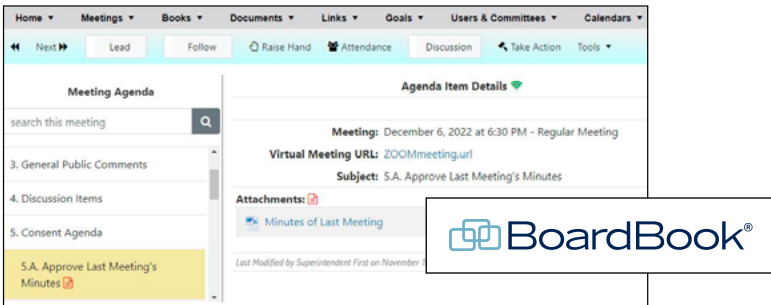 Home ▾ Meetings ▾ Books ▾ Documents ▾ Links ▾ Goals ▾ Users & Committees ▾ Calendars ▾
Next Lead Follow Raise Hand Attendance Discussion Take Action Tools ▾
Meeting Agenda
search this meeting
3. General Public Comments
4. Discussion Items
5. Consent Agenda
5.A. Approve Last Meeting's
Minutes
Agenda Item Details
Meeting: December 6, 2022 at 6:30 PM - Regular Meeting
Virtual Meeting URL: ZOOMmeeting.url
Subject: 5.A. Approve Last Meeting's Minutes
Attachments:
Minutes of Last Meeting
Last Modified by Superintendent First on November
BoardBook®